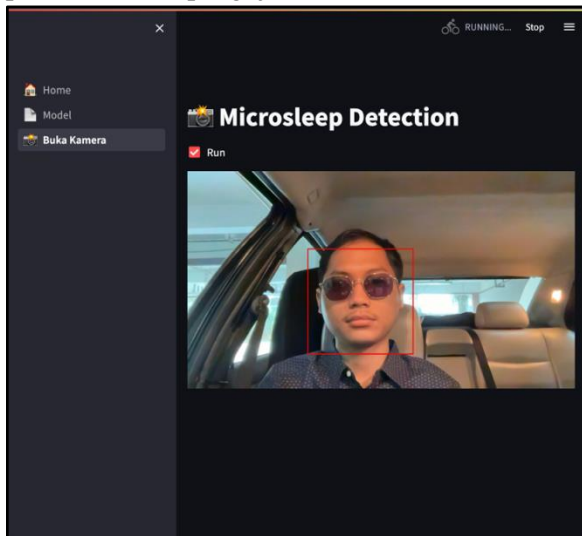 RUNNING... Stop
Home
Model
Buka Kamera
Microsleep Detection
Run